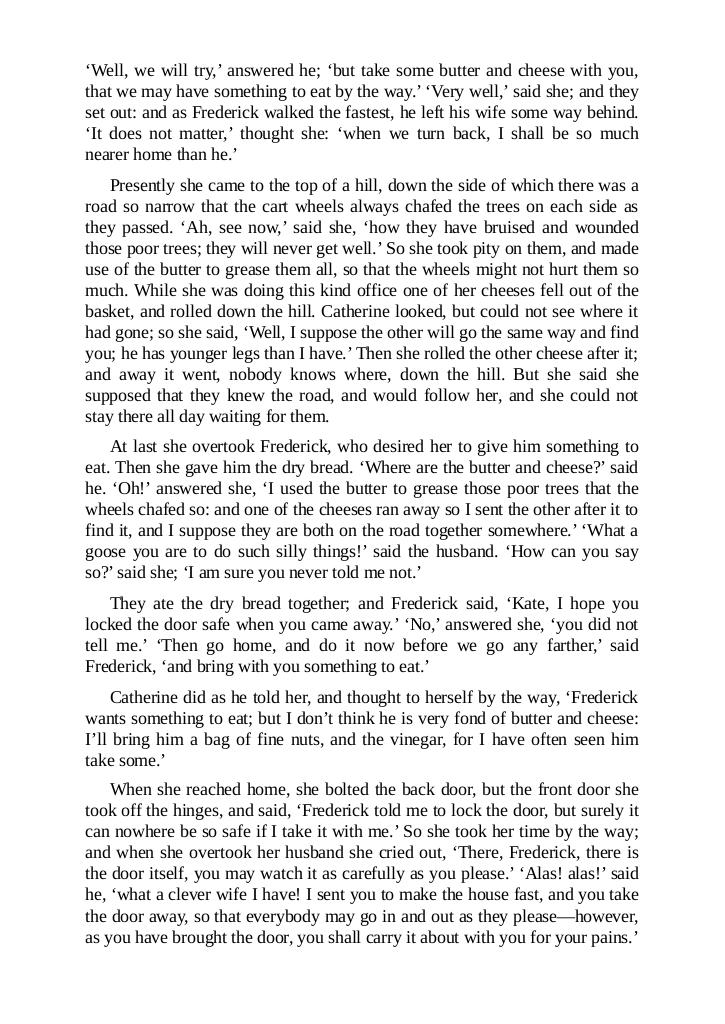 ‘Well, we will try,’ answered he; ‘but take some butter and cheese with you,
that we may have something to eat by the way.’ ‘Very well,’ said she; and they
set out: and as Frederick walked the fastest, he left his wife some way behind.
‘It does not matter,’ thought she: ‘when we turn back, I shall be so much
nearer home than he.’
Presently she came to the top of a hill, down the side of which there was a
road so narrow that the cart wheels always chafed the trees on each side as
they passed. ‘Ah, see now,’ said she, ‘how they have bruised and wounded
those poor trees; they will never get well.’ So she took pity on them, and made
use of the butter to grease them all, so that the wheels might not hurt them so
much. While she was doing this kind office one of her cheeses fell out of the
basket, and rolled down the hill. Catherine looked, but could not see where it
had gone; so she said, ‘Well, I suppose the other will go the same way and find
you; he has younger legs than I have.’ Then she rolled the other cheese after it;
and away it went, nobody knows where, down the hill. But she said she
supposed that they knew the road, and would follow her, and she could not
stay there all day waiting for them.
At last she overtook Frederick, who desired her to give him something to
eat. Then she gave him the dry bread. ‘Where are the butter and cheese?’ said
he. ‘Oh!’ answered she, ‘I used the butter to grease those poor trees that the
wheels chafed so: and one of the cheeses ran away so I sent the other after it to
find it, and I suppose they are both on the road together somewhere.’ ‘What a
goose you are to do such silly things!’ said the husband. ‘How can you say
so?’ said she; ‘I am sure you never told me not.’
They ate the dry bread together; and Frederick said, ‘Kate, I hope you
locked the door safe when you came away.’ ‘No,’ answered she, ‘you did not
tell me.’ ‘Then go home, and do it now before we go any farther,’ said
Frederick, ‘and bring with you something to eat.’
Catherine did as he told her, and thought to herself by the way, ‘Frederick
wants something to eat; but I don’t think he is very fond of butter and cheese:
I’ll bring him a bag of fine nuts, and the vinegar, for I have often seen him
take some.’
When she reached home, she bolted the back door, but the front door she
took off the hinges, and said, ‘Frederick told me to lock the door, but surely it
can nowhere be so safe if I take it with me.’ So she took her time by the way;
and when she overtook her husband she cried out, ‘There, Frederick, there is
the door itself, you may watch it as carefully as you please.’ ‘Alas! alas!’ said
he, ‘what a clever wife I have! I sent you to make the house fast, and you take
the door away, so that everybody may go in and out as they please—however,
as you have brought the door, you shall carry it about with you for your pains.’